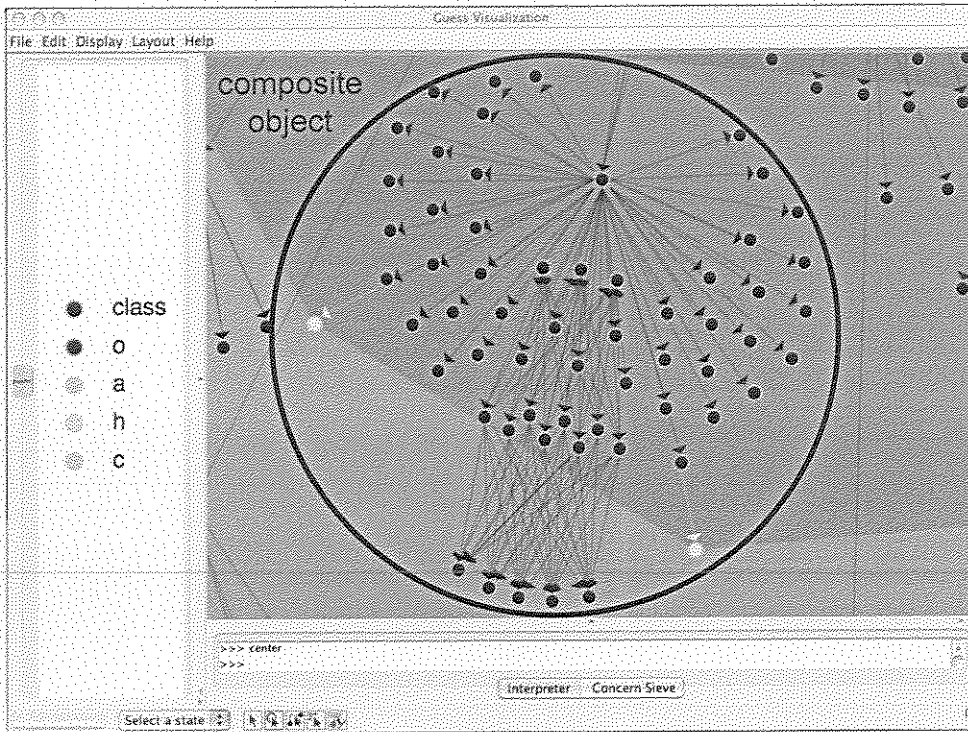 Guess Visualization
File Edit Display Layout Help
composite
object
class
o
a
h
c
>>> center
>>>
Interpreter Concern Sieve
Select a state